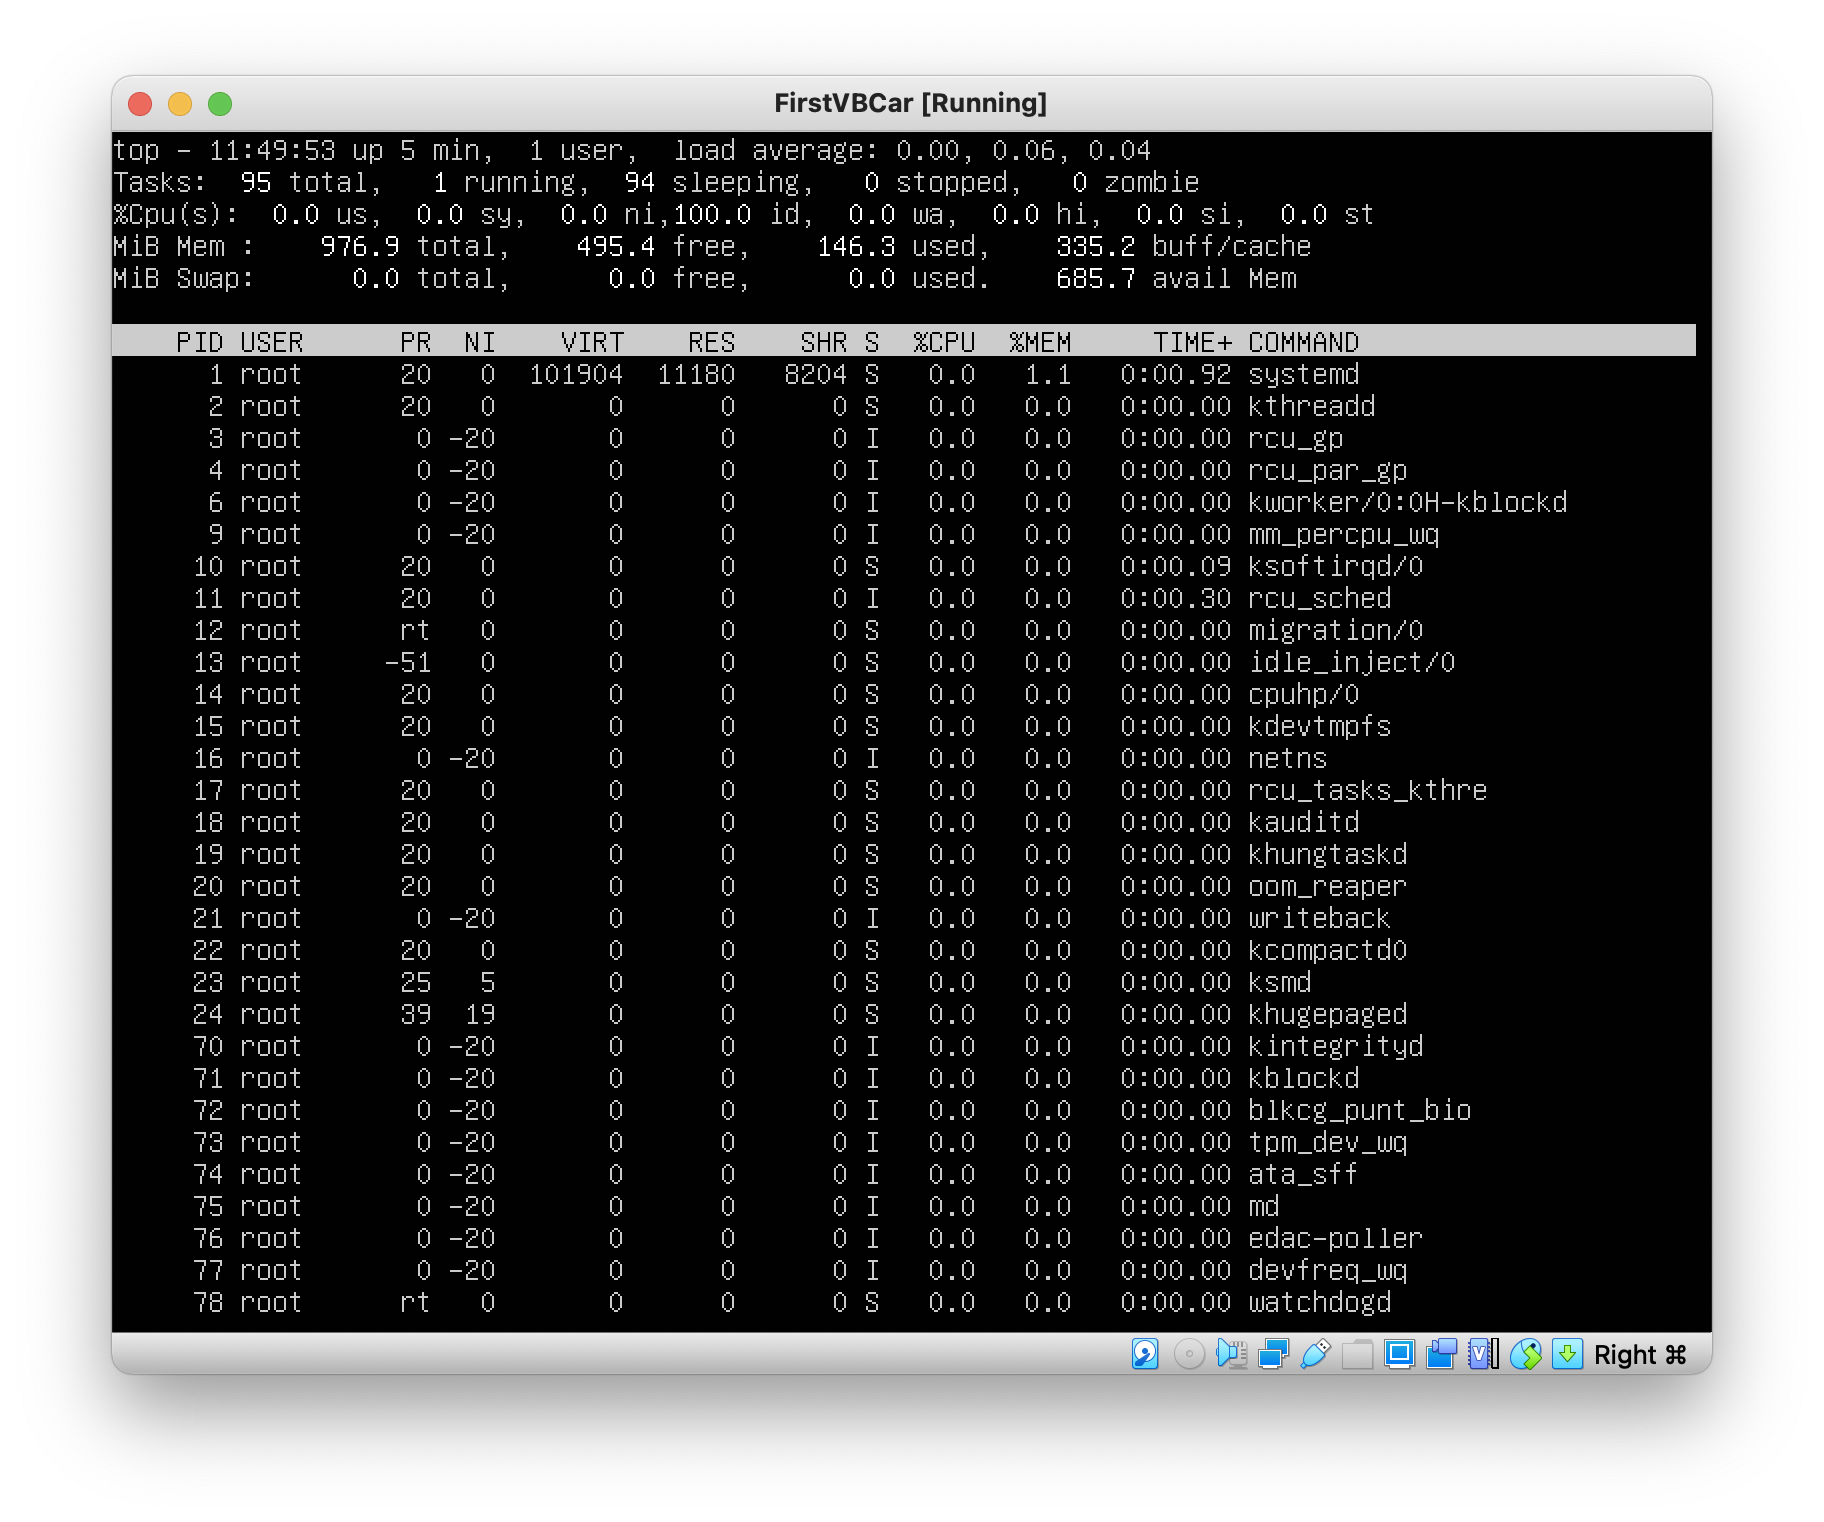 FirstVBCar [Running]
top - 11:49:53 up 5 min,  1 user,  load average: 0.00, 0.06, 0.04
Tasks:  95 total,   1 running,  94 sleeping,   0 stopped,   0 zombie
%Cpu(s):  0.0 us,  0.0 sy,  0.0 ni,100.0 id,  0.0 wa,  0.0 hi,  0.0 si,  0.0 st
MiB Mem :    976.9 total,    495.4 free,    146.3 used,    335.2 buff/cache
MiB Swap:      0.0 total,      0.0 free,      0.0 used.    685.7 avail Mem
PID USER      PR  NI    VIRT    RES    SHR S  %CPU  %MEM     TIME+ COMMAND
1 root      20   0  101904  11180   8204 S   0.0   1.1   0:00.92 systemd
2 root      20   0       0      0      0 S   0.0   0.0   0:00.00 kthreadd
3 root       0 -20       0      0      0 I   0.0   0.0   0:00.00 rcu_gp
4 root       0 -20       0      0      0 I   0.0   0.0   0:00.00 rcu_par_gp
6 root       0 -20       0      0      0 I   0.0   0.0   0:00.00 kworker/0:0H-kblockd
9 root       0 -20       0      0      0 I   0.0   0.0   0:00.00 mm_percpu_wq
10 root      20   0       0      0      0 S   0.0   0.0   0:00.09 ksoftirqd/0
11 root      20   0       0      0      0 I   0.0   0.0   0:00.30 rcu_sched
12 root      rt   0       0      0      0 S   0.0   0.0   0:00.00 migration/0
13 root     -51   0       0      0      0 S   0.0   0.0   0:00.00 idle_inject/0
14 root      20   0       0      0      0 S   0.0   0.0   0:00.00 cpuhp/0
15 root      20   0       0      0      0 S   0.0   0.0   0:00.00 kdevtmpfs
16 root       0 -20       0      0      0 I   0.0   0.0   0:00.00 netns
17 root      20   0       0      0      0 S   0.0   0.0   0:00.00 rcu_tasks_kthre
18 root      20   0       0      0      0 S   0.0   0.0   0:00.00 kauditd
19 root      20   0       0      0      0 S   0.0   0.0   0:00.00 khungtaskd
20 root      20   0       0      0      0 S   0.0   0.0   0:00.00 oom_reaper
21 root       0 -20       0      0      0 I   0.0   0.0   0:00.00 writeback
22 root      20   0       0      0      0 S   0.0   0.0   0:00.00 kcompactd0
23 root      25   5       0      0      0 S   0.0   0.0   0:00.00 ksmd
24 root      39  19       0      0      0 S   0.0   0.0   0:00.00 khugepaged
70 root       0 -20       0      0      0 I   0.0   0.0   0:00.00 kintegrityd
71 root       0 -20       0      0      0 I   0.0   0.0   0:00.00 kblockd
72 root       0 -20       0      0      0 I   0.0   0.0   0:00.00 blkcg_punt_bio
73 root       0 -20       0      0      0 I   0.0   0.0   0:00.00 tpm_dev_wq
74 root       0 -20       0      0      0 I   0.0   0.0   0:00.00 ata_sff
75 root       0 -20       0      0      0 I   0.0   0.0   0:00.00 md
76 root       0 -20       0      0      0 I   0.0   0.0   0:00.00 edac-poller
77 root       0 -20       0      0      0 I   0.0   0.0   0:00.00 devfreq_wq
78 root      rt   0       0      0      0 S   0.0   0.0   0:00.00 watchdogd
Right ⌘